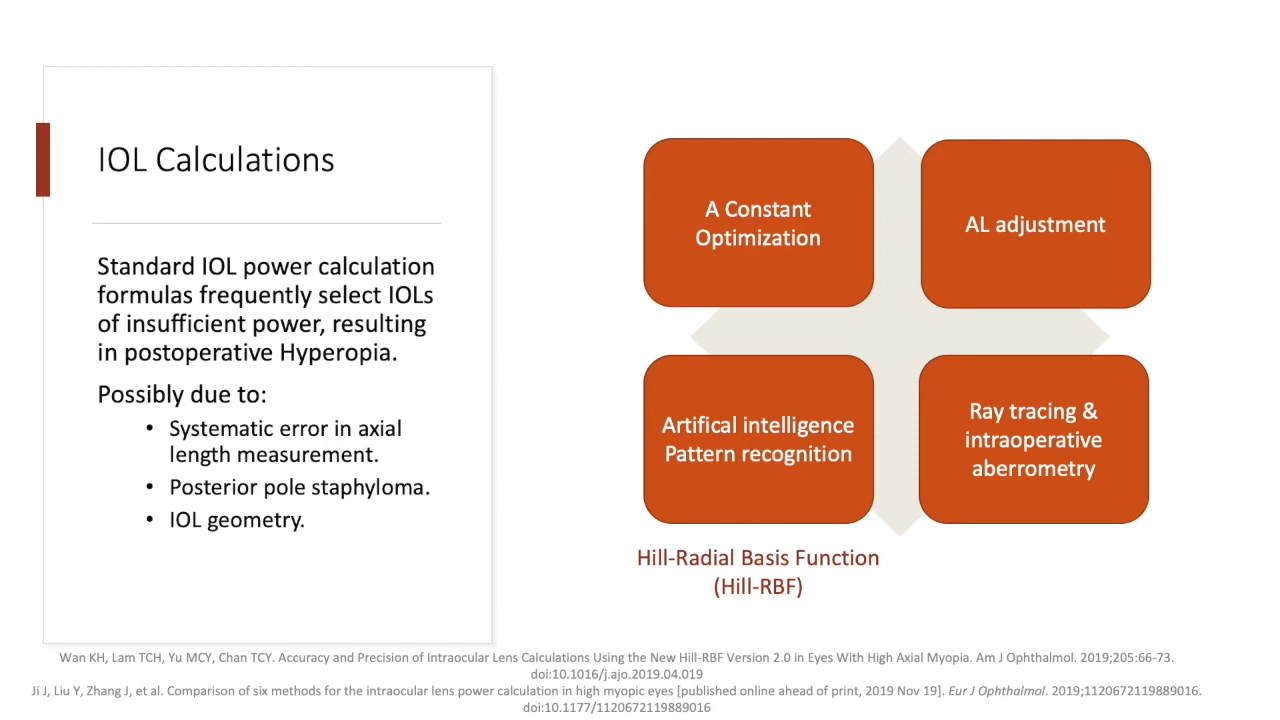 IOL Calculations
Standard IOL power calculation
formulas frequently select IOLs
of insufficient power, resulting
in postoperative Hyperopia.
Possibly due to:
• Systematic error in axial
length measurement.
• Posterior pole staphyloma.
• IOL geometry.
A Constant
Optimization
AL adjustment
Artifical intelligence
Pattern recognition
Ray tracing &
intraoperative
aberrometry
Hill-Radial Basis Function
(Hill-RBF)
Wan KH, Lam TCH, Yu MCY, Chan TCY. Accuracy and Precision of Intraocular Lens Calculations Using the New Hill-RBF Version 2.0 in Eyes With High Axial Myopia. Am J Ophthalmol. 2019;205:66-73.
doi:10.1016/j.ajo.2019.04.019
Ji J, Liu Y, Zhang J, et al. Comparison of six methods for the intraocular lens power calculation in high myopic eyes [published online ahead of print, 2019 Nov 19]. Eur J Ophthalmol. 2019;1120672119889016.
doi:10.1177/1120672119889016